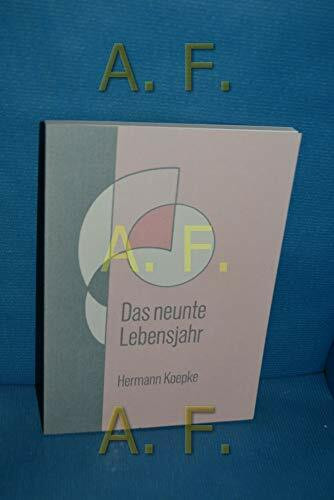 A. F.
A. F.
Das neunte
Lebensjahr
Hermann Koepke
A. F.